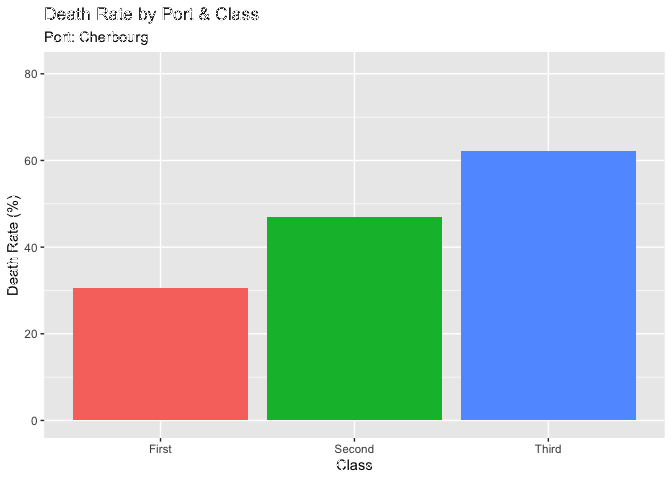 Death Rate by Port & Class
Port: Cherbourg
Death Rate (%)
80
60
40
20
0
First Second Third
Class